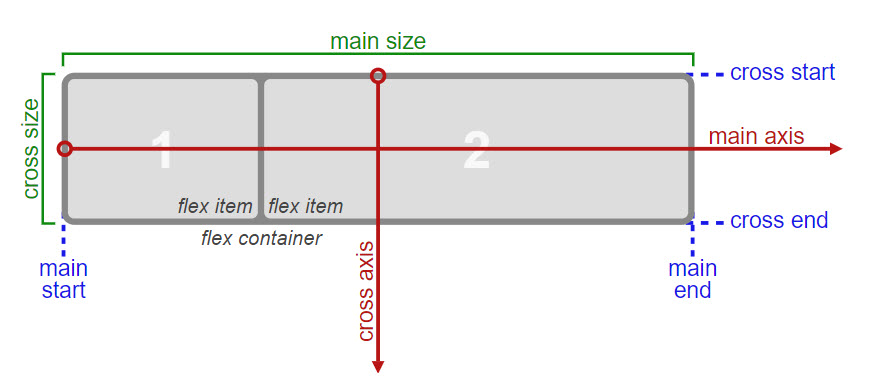 main size
cross start
cross size
1
2
main axis
flex item
flex item
cross end
flex container
cross axis
main
start
main
end